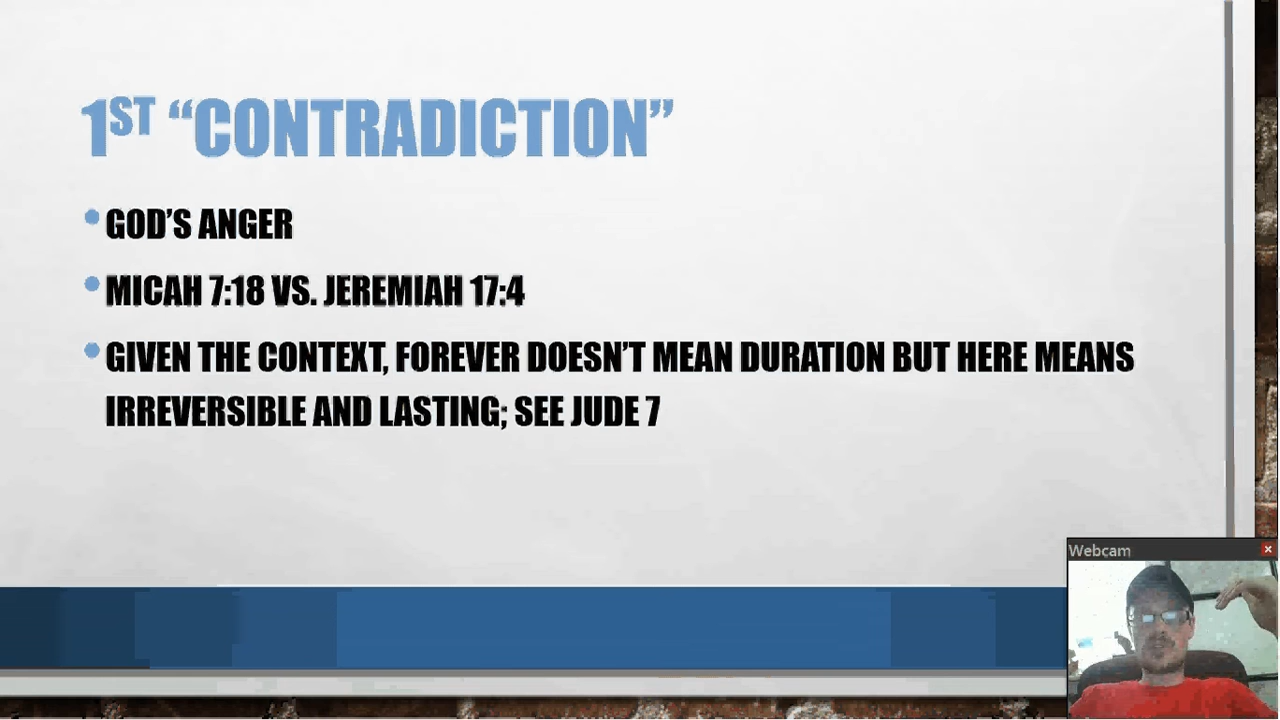 1ST “CONTRADICTION”
GOD’S ANGER
MICAH 7:18 VS. JEREMIAH 17:4
GIVEN THE CONTEXT, FOREVER DOESN’T MEAN DURATION BUT HERE MEANS
IRREVERSIBLE AND LASTING; SEE JUDE 7
Webcam